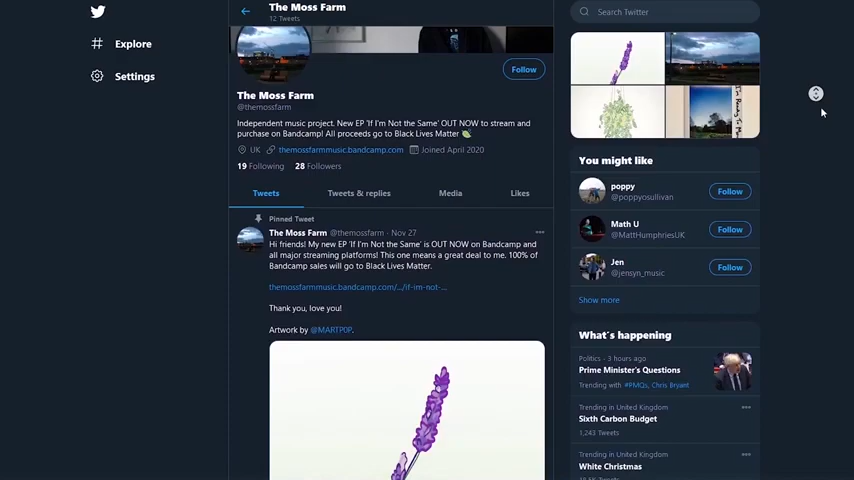 The Moss Farm
12 Tweets
Search Twitter
Explore
Settings
Follow
The Moss Farm
@themossfarm
Independent music project. New EP 'If I'm Not the Same' OUT NOW to stream and
purchase on Bandcamp! All proceeds go to Black Lives Matter
UK themossfarmmusic.bandcamp.com Joined April 2020
19 Following 28 Followers
Tweets Tweets & replies Media Likes
Pinned Tweet
The Moss Farm @themossfarm · Nov 27
Hi friends! My new EP 'If I'm Not the Same' is OUT NOW on Bandcamp and
all major streaming platforms! This one means a great deal to me. 100% of
Bandcamp sales will go to Black Lives Matter.
themossfarmmusic.bandcamp.com/.../if-im-not-...
Thank you, love you!
Artwork by @MARTP0P.
You might like
poppy
@poppyosullivan
Follow
Math U
@MattHumphriesUK
Follow
Jen
@jensyn_music
Follow
Show more
What's happening
Politics · 3 hours ago
Prime Minister's Questions
Trending with #PMQs, Chris Bryant
Trending in United Kingdom
Sixth Carbon Budget
1,243 Tweets
Trending in United Kingdom
White Christmas